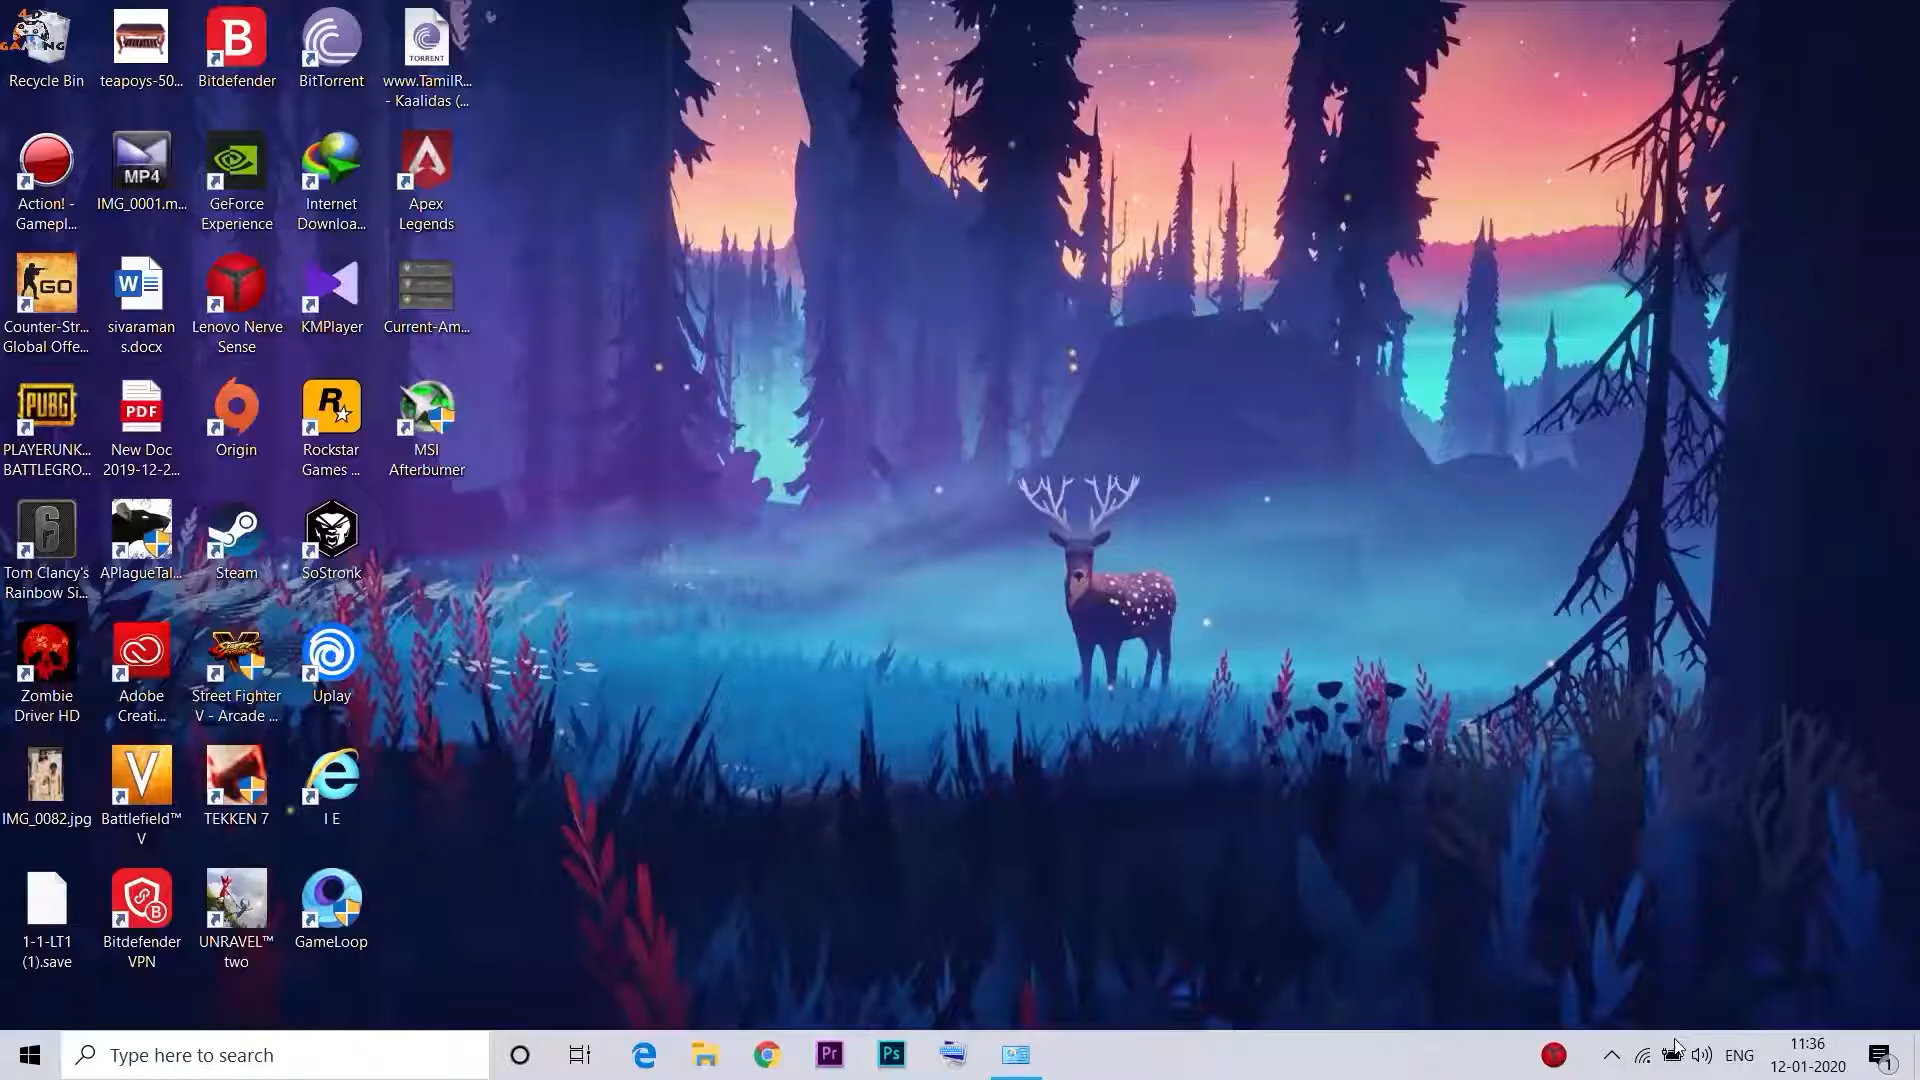 Recycle Bin
teapoys-50...
Bitdefender
BitTorrent
TORRENT
www.TamilR...
- Kaalidas (...
Action! -
Gamepl...
MP4
IMG_0001.m...
GeForce
Experience
Internet
Downloa...
Apex
Legends
GO
Counter-Str...
Global Offe...
W
sivaraman
s.docx
Lenovo Nerve
Sense
KMPlayer
Current-Am...
PUBG
PLAYERUNK...
BATTLEGRO...
PDF
New Doc
2019-12-2...
Origin
R
Rockstar
Games ...
MSI
Afterburner
6
Tom Clancy's
Rainbow Si...
APlagueTal...
Steam
SoStronk
Zombie
Driver HD
Adobe
Creati...
Street Fighter
V - Arcade ...
Uplay
IMG_0082.jpg
V
Battlefield™
V
TEKKEN 7
I E
1-1-LT1
(1).save
Bitdefender
VPN
UNRAVEL™
two
GameLoop
Type here to search
Pr
Ps
ENG
11:36
12-01-2020
1